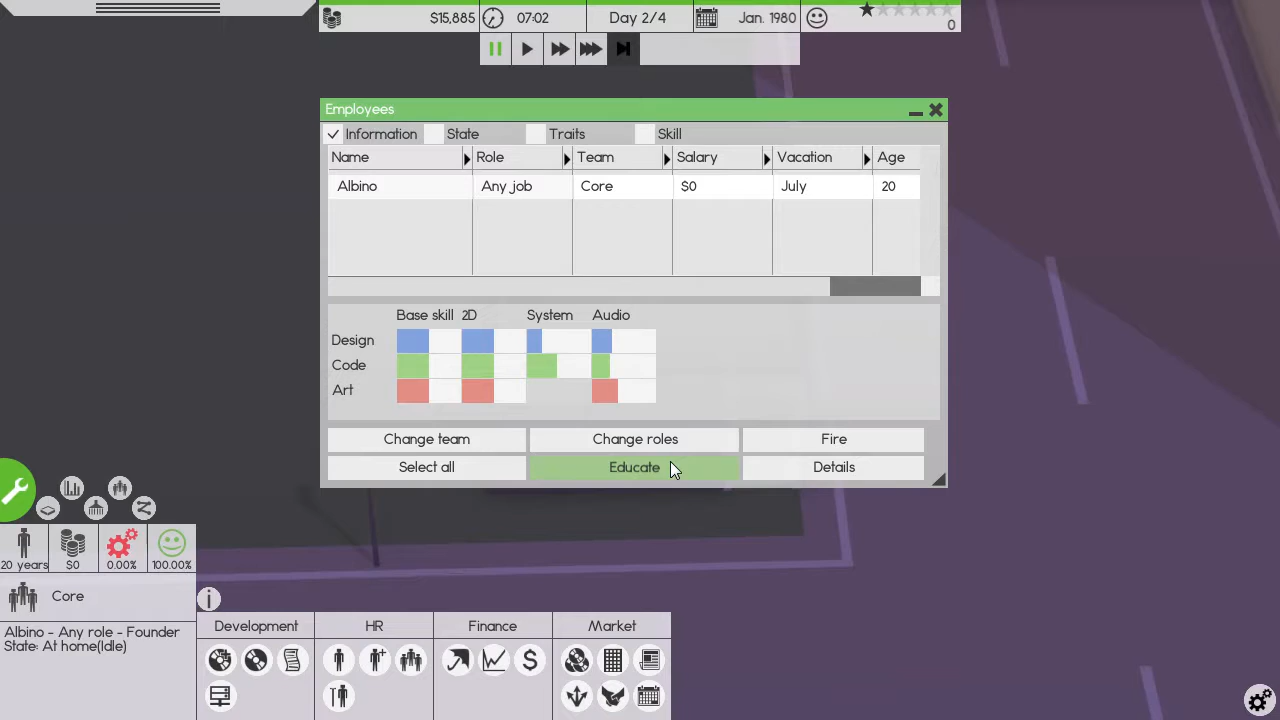 $15,885 07:02 Day 2/4 Jan. 1980 0
Employees
Information State Traits Skill
Name Role Team Salary Vacation Age
Albino Any job Core $0 July 20
Base skill 2D System Audio
Design
Code
Art
Change team Change roles Fire
Select all Educate Details
20 years $0 0.00% 100.00%
Core
Albino - Any role - Founder
State: At home(Idle)
i
Development HR Finance Market